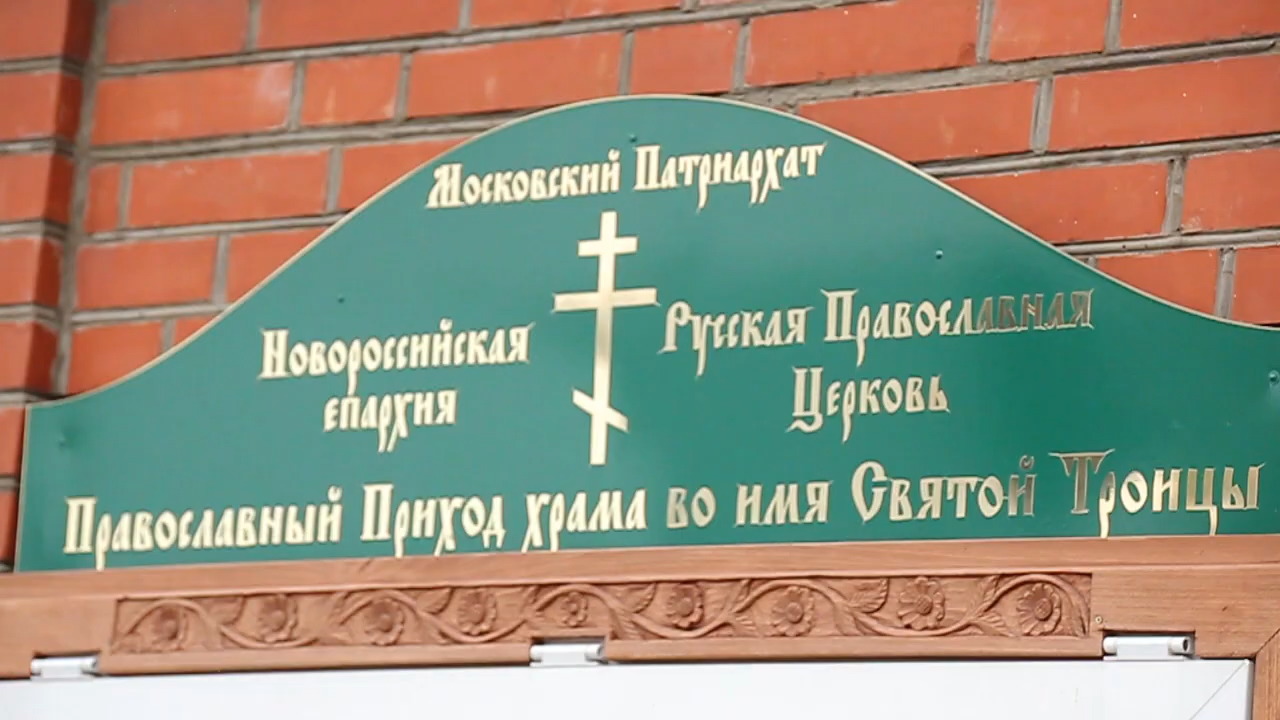 Московский Патриархат
Новороссийская
епархия
Русская Православная
Церковь
Православный Приход храма во имя Святой Троицы